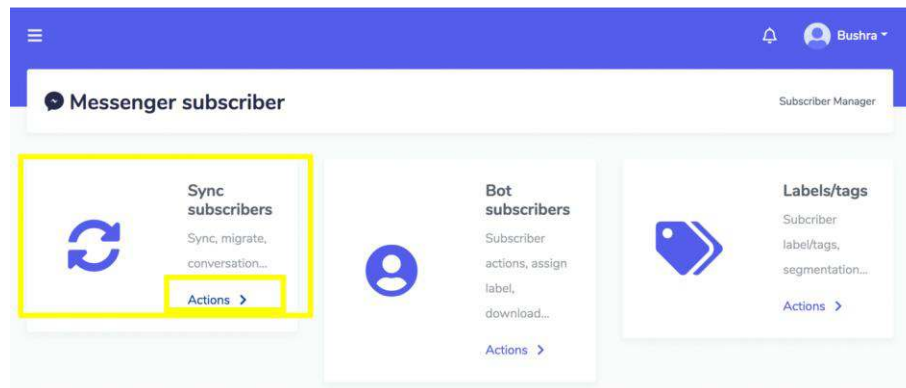 Bushra
Messenger subscriber
Subscriber Manager
Sync
subscribers
Sync, migrate,
conversation...
Actions >
Bot
subscribers
Subscriber
actions, assign
label,
download...
Actions >
Labels/tags
Subcriber
label/tags,
segmentation...
Actions >